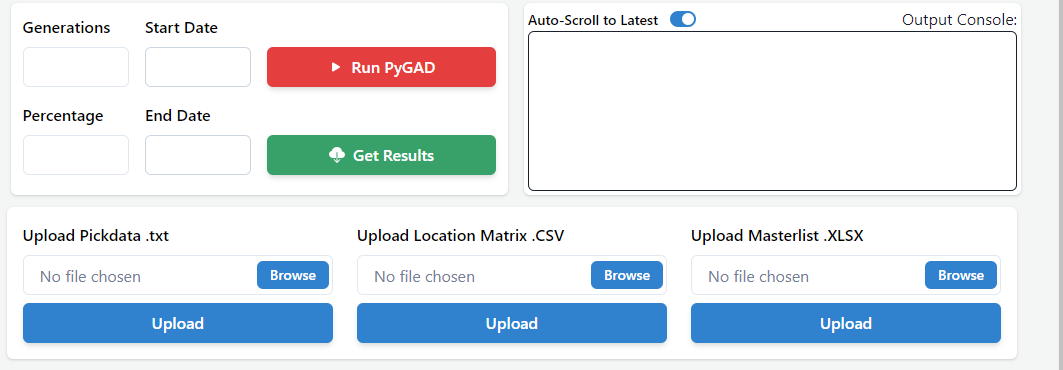 Generations
Start Date
Run PyGAD
Percentage
End Date
Get Results
Auto-Scroll to Latest
Output Console:
Upload Pickdata .txt
No file chosen
Browse
Upload
Upload Location Matrix .CSV
No file chosen
Browse
Upload
Upload Masterlist .XLSX
No file chosen
Browse
Upload